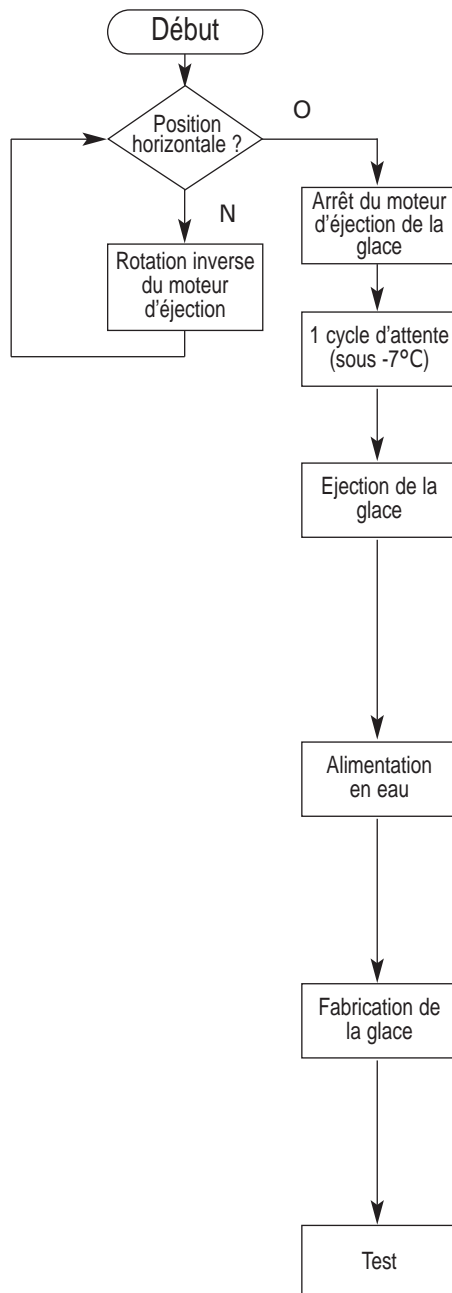 Début
Position
horizontale ?
O
N
Rotation inverse
du moteur
d'éjection
Arrêt du moteur
d'éjection de la
glace
1 cycle d'attente
(sous -7°C)
Ejection de la
glace
Alimentation
en eau
Fabrication de
la glace
Test